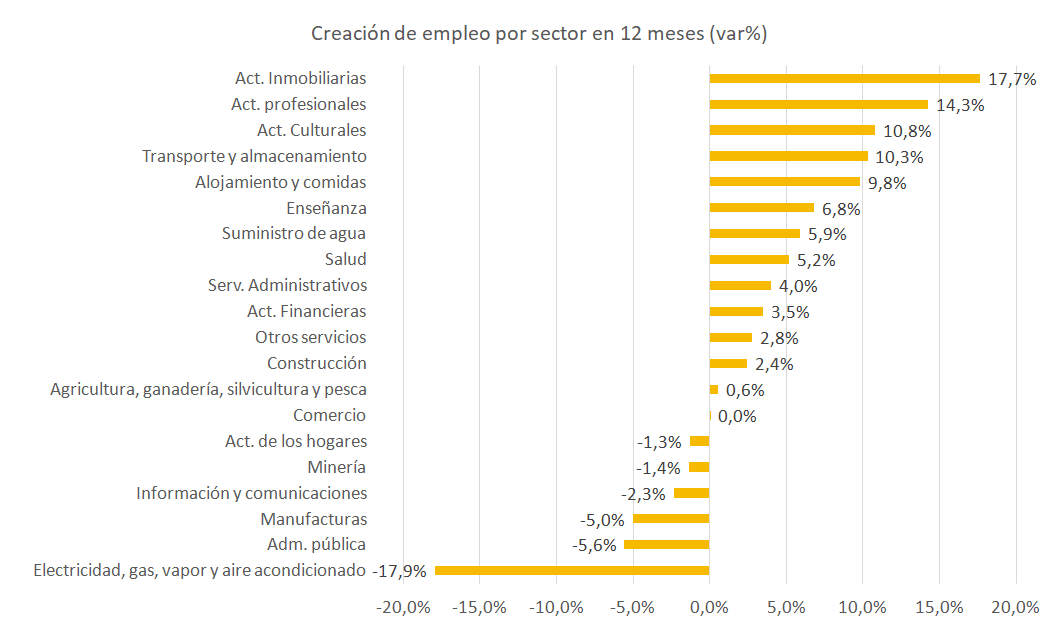 Creación de empleo por sector en 12 meses (var%)
Act. Inmobiliarias 17,7%
Act. profesionales 14,3%
Act. Culturales 10,8%
Transporte y almacenamiento 10,3%
Alojamiento y comidas 9,8%
Enseñanza 6,8%
Suministro de agua 5,9%
Salud 5,2%
Serv. Administrativos 4,0%
Act. Financieras 3,5%
Otros servicios 2,8%
Construcción 2,4%
Agricultura, ganadería, silvicultura y pesca 0,6%
Comercio 0,0%
Act. de los hogares -1,3%
Minería -1,4%
Información y comunicaciones -2,3%
Manufacturas -5,0%
Adm. pública -5,6%
Electricidad, gas, vapor y aire acondicionado -17,9%
-20,0% -15,0% -10,0% -5,0% 0,0% 5,0% 10,0% 15,0% 20,0%